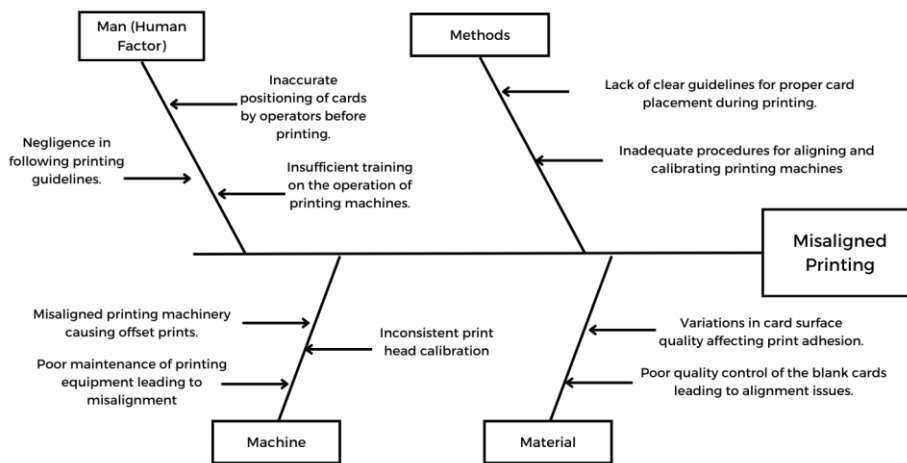 Man (Human
Factor)
Methods
Inaccurate
positioning of cards
by operators before
printing.
Negligence in
following printing
guidelines.
Insufficient training
on the operation of
printing machines.
Lack of clear guidelines for proper card
placement during printing.
Inadequate procedures for aligning and
calibrating printing machines
Misaligned
Printing
Misaligned printing machinery
causing offset prints.
Inconsistent print
head calibration
Poor maintenance of printing
equipment leading to
misalignment
Variations in card surface
quality affecting print adhesion.
Poor quality control of the blank cards
leading to alignment issues.
Machine
Material